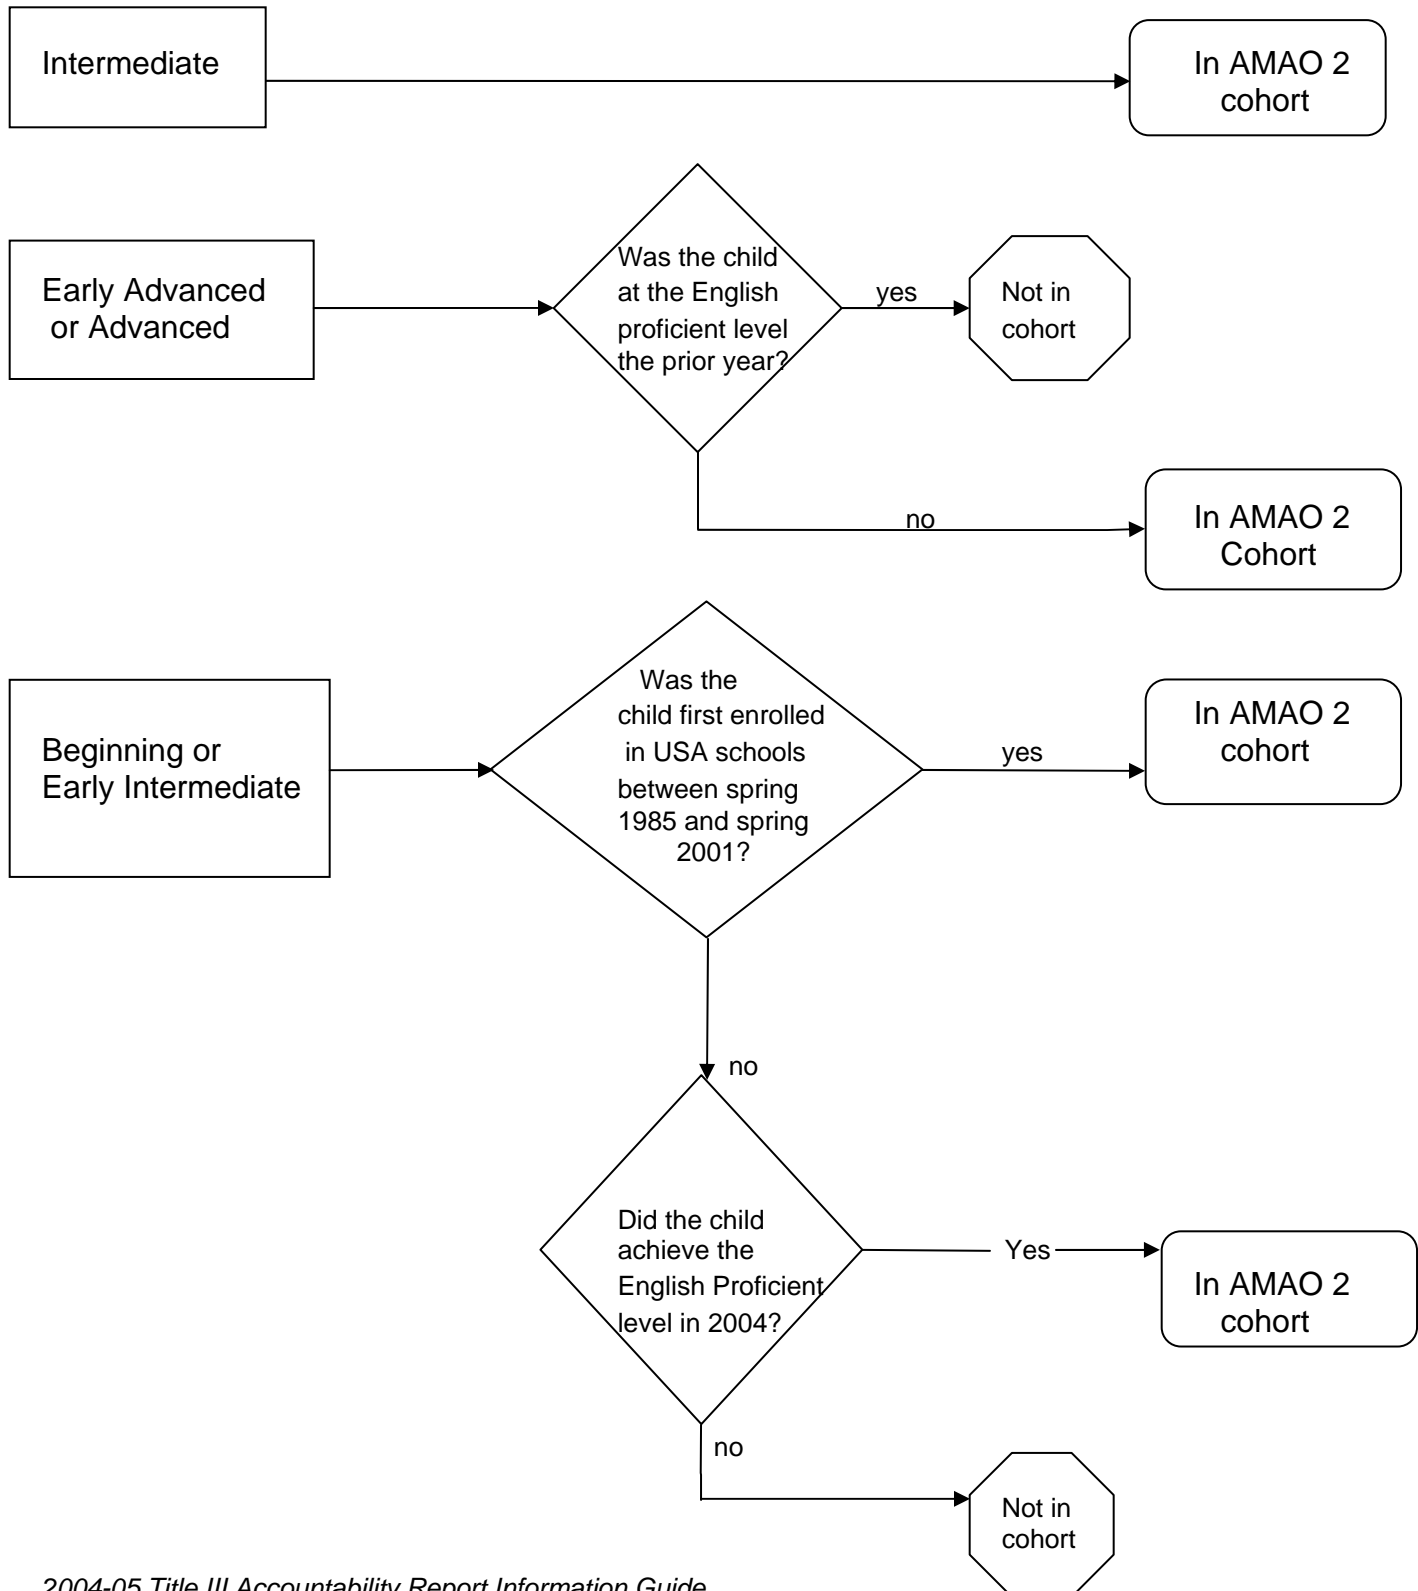 Intermediate
In AMAO 2
cohort
Was the child
at the English
proficient level
the prior year?
Early Advanced
or Advanced
yes
Not in
cohort
no
In AMAO 2
Cohort
Was the
child first enrolled
in USA schools
between spring
1985 and spring
2001?
Beginning or
Early Intermediate
yes
In AMAO 2
cohort
no
Did the child
achieve the
English Proficient
level in 2004?
Yes
In AMAO 2
cohort
no
Not in
cohort
2004-05 Title III Accountability Report Information Guide